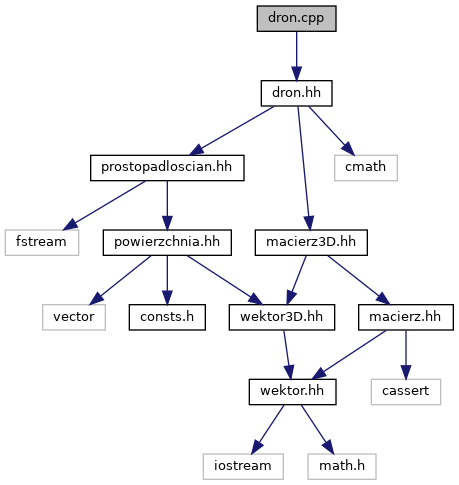 dron.cpp
dron.hh
prostopadloscian.hh
cmath
fstream
powierzchnia.hh
macierz3D.hh
vector
consts.h
wektor3D.hh
macierz.hh
wektor.hh
cassert
iostream
math.h